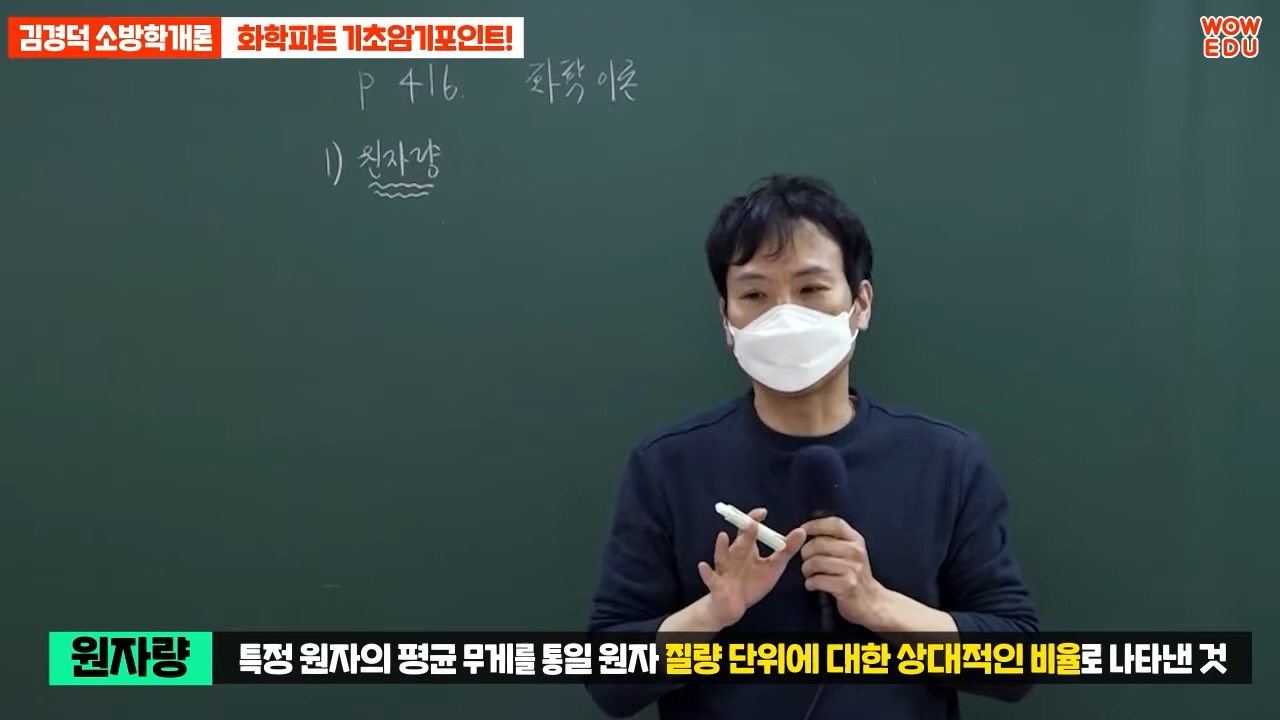 김경덕 소방학개론 화학파트 기초암기포인트!
WOW
EDU
p 416. 화학 이론
1) 원자량
원자량 특정 원자의 평균 무게를 통일 원자 질량 단위에 대한 상대적인 비율로 나타낸 것